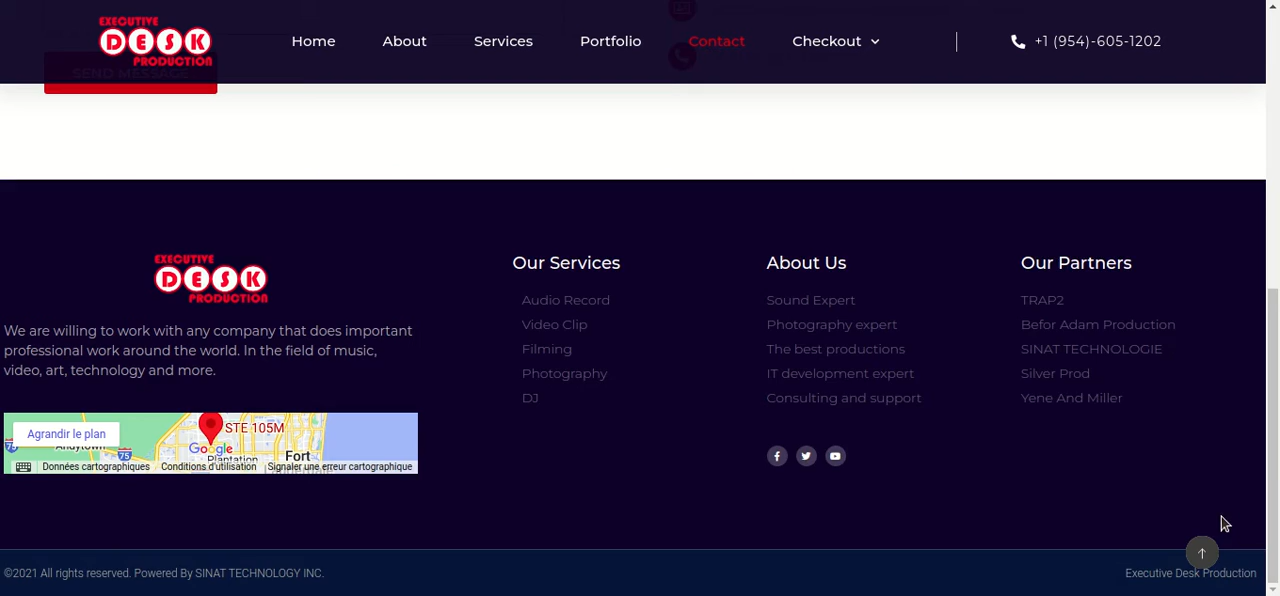 EXECUTIVE
DESK
PRODUCTION
Home
About
Services
Portfolio
Contact
Checkout
+1 (954)-605-1202
SEND MESSAGE
EXECUTIVE
DESK
PRODUCTION
We are willing to work with any company that does important
professional work around the world. In the field of music,
video, art, technology and more.
Agrandir le plan
STE 105M
75
Google
Plantation
Fort
75
Données cartographiques
Conditions d'utilisation
Signaler une erreur cartographique
Our Services
Audio Record
Video Clip
Filming
Photography
DJ
About Us
Sound Expert
Photography expert
The best productions
IT development expert
Consulting and support
Our Partners
TRAP2
Befor Adam Production
SINAT TECHNOLOGIE
Silver Prod
Yene And Miller
©2021 All rights reserved. Powered By SINAT TECHNOLOGY INC.
Executive Desk Production